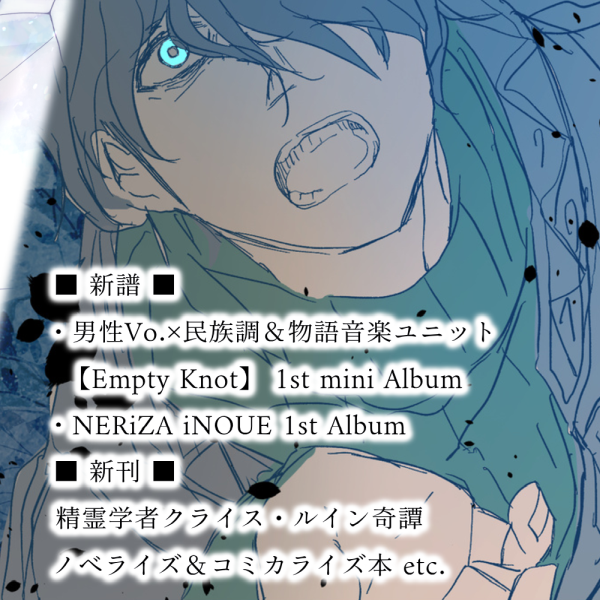 ■ 新譜 ■
・男性Vo.×民族調＆物語音楽ユニット
【Empty Knot】 1st mini Album
・NERiZA iNOUE 1st Album
■ 新刊 ■
精霊学者クライス・ルイン奇譚
ノベライズ＆コミカライズ本 etc.